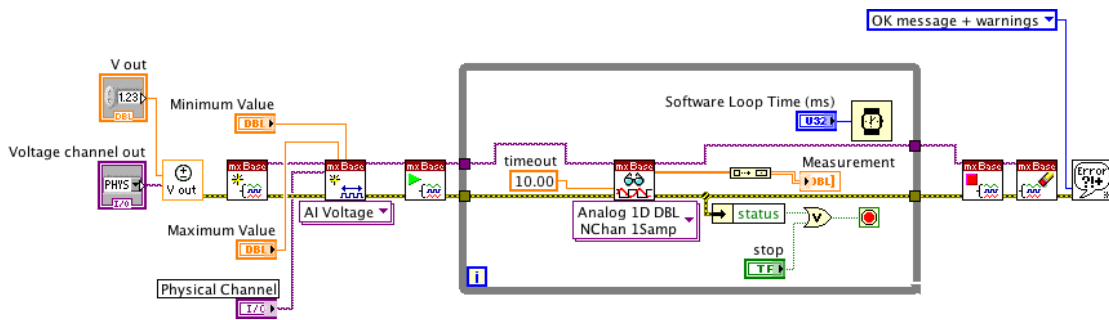 OK message + warnings
V out
1.23
DBL
Minimum Value
DBL
Software Loop Time (ms)
U32
Voltage channel out
PHYS
I/O
±
V out
mxBase
mxBase
mxBase
timeout
10.00
mxBase
Measurement
DBL]
mxBase
mxBase
Error
?!+
AI Voltage
Analog 1D DBL
NChan 1Samp
status
V
Maximum Value
DBL
stop
TF
i
Physical Channel
I/O